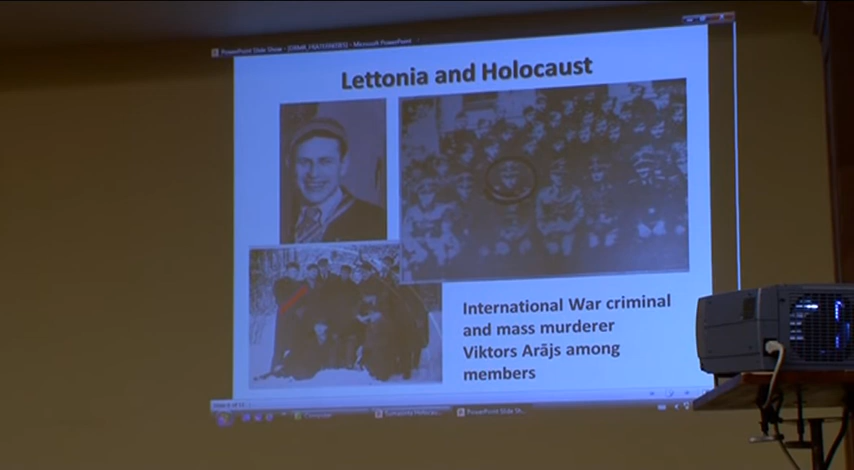 PowerPoint Slide Show -
- Microsoft PowerPoint
Lettonia and Holocaust
International War criminal
and mass murderer
Viktors Arājs among
members
PowerPoint Slide Sh...